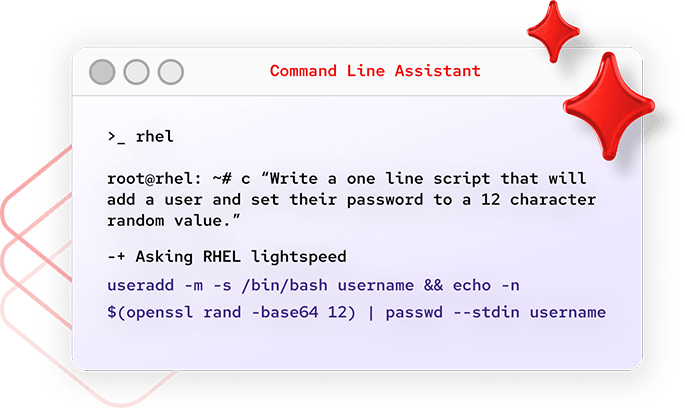 Command Line Assistant
>_ rhel
root@rhel: ~# c “Write a one line script that will
add a user and set their password to a 12 character
random value.”
-+ Asking RHEL lightspeed
useradd -m -s /bin/bash username && echo -n
$(openssl rand -base64 12) | passwd --stdin username